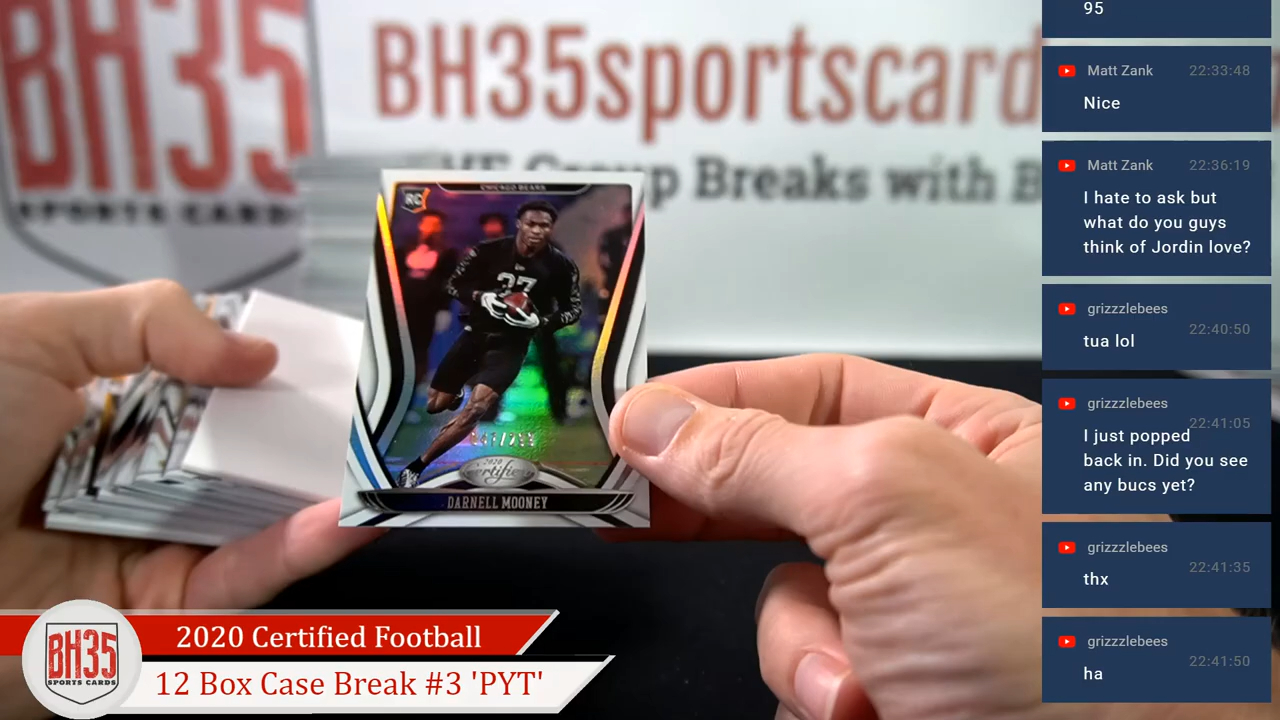 BH35
SPORTS CARDS
BH35sportscard
Group Breaks with B
CHICAGO BEARS
RC
37
2020
certified
DARNELL MOONEY
BH35
SPORTS CARDS
2020 Certified Football
12 Box Case Break #3 'PYT'
95
Matt Zank 22:33:48
Nice
Matt Zank 22:36:19
I hate to ask but
what do you guys
think of Jordin love?
grizzzlebees
22:40:50
tua lol
grizzzlebees
22:41:05
I just popped
back in. Did you see
any bucs yet?
grizzzlebees
22:41:35
thx
grizzzlebees
22:41:50
ha